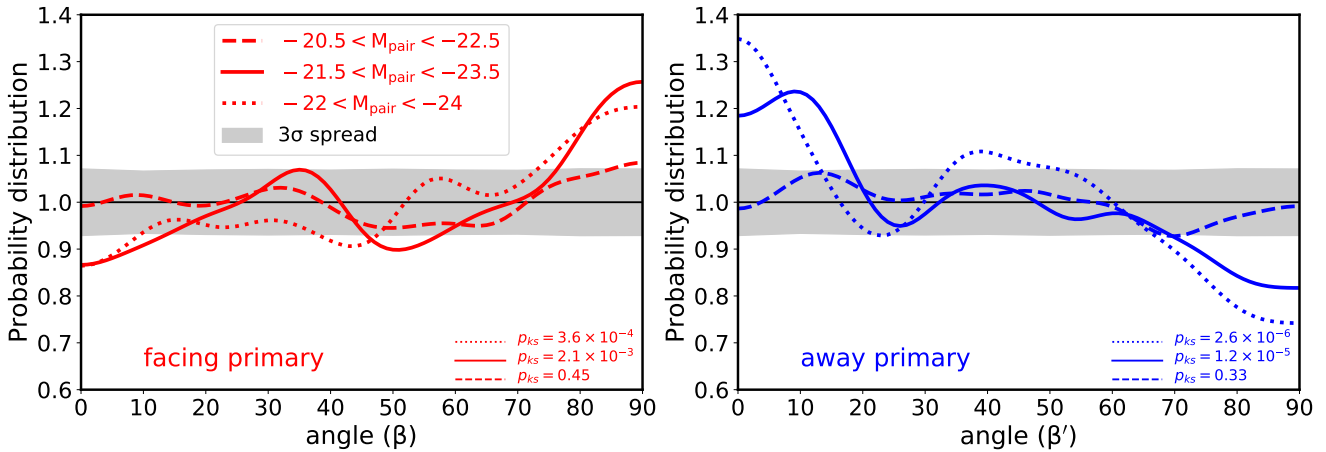 Probability distribution
1.4
1.3
1.2
1.1
1.0
0.9
0.8
0.7
0.6
− 20.5 < M_pair < −22.5
− 21.5 < M_pair < −23.5
− 22 < M_pair < −24
3σ spread
facing primary
p_ks = 3.6 × 10^−4
p_ks = 2.1 × 10^−3
p_ks = 0.45
0 10 20 30 40 50 60 70 80 90
angle (β)
Probability distribution
1.4
1.3
1.2
1.1
1.0
0.9
0.8
0.7
0.6
away primary
p_ks = 2.6 × 10^−6
p_ks = 1.2 × 10^−5
p_ks = 0.33
0 10 20 30 40 50 60 70 80 90
angle (β′)